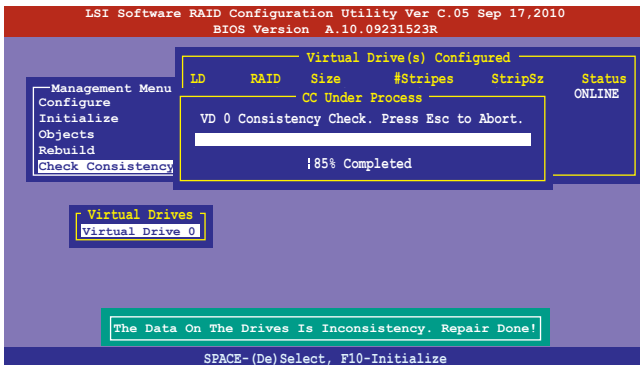 LSI Software RAID Configuration Utility Ver C.05 Sep 17,2010
BIOS Version A.10.09231523R
Virtual Drive(s) Configured
LD RAID Size #Stripes StripSz Status
ONLINE
Management Menu
Configure
Initialize
Objects
Rebuild
Check Consistency
CC Under Process
VD 0 Consistency Check. Press Esc to Abort.
85% Completed
Virtual Drives
Virtual Drive 0
The Data On The Drives Is Inconsistency. Repair Done!
SPACE-(De)Select, F10-Initialize